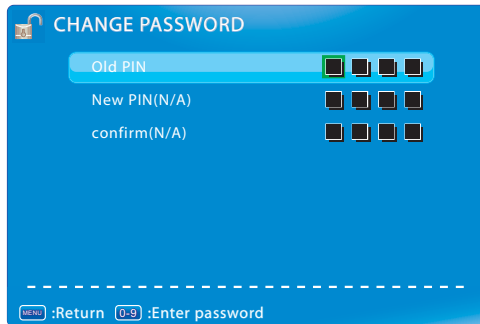 CHANGE PASSWORD
Old PIN
New PIN(N/A)
confirm(N/A)
MENU :Return 0-9 :Enter password